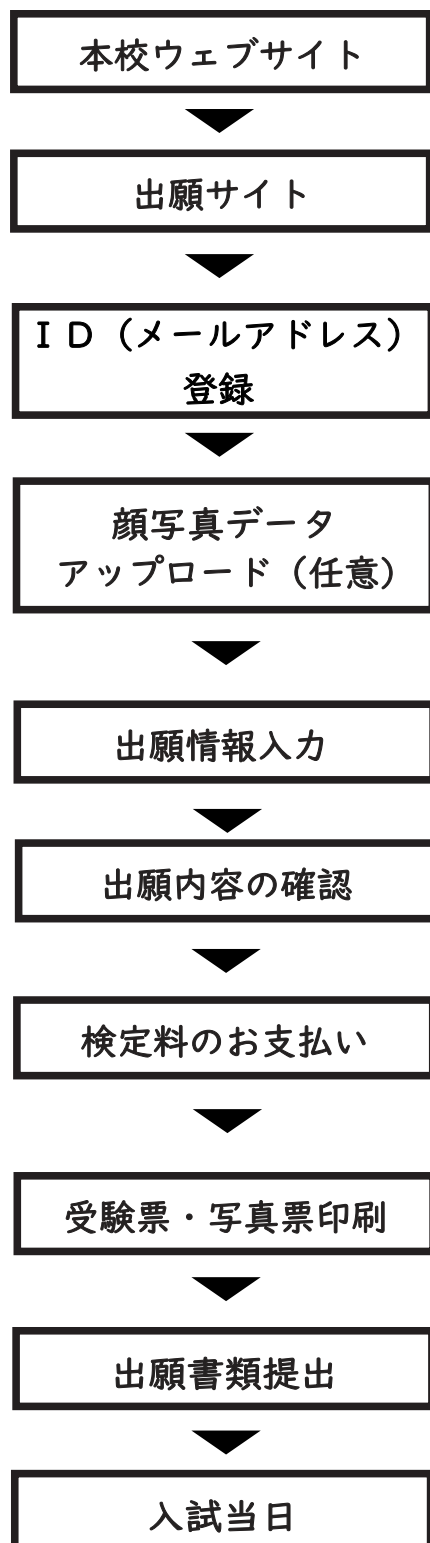 本校ウェブサイト
出願サイト
ＩＤ（メールアドレス）
登録
顔写真データ
アップロード（任意）
出願情報入力
出願内容の確認
検定料のお支払い
受験票・写真票印刷
出願書類提出
入試当日